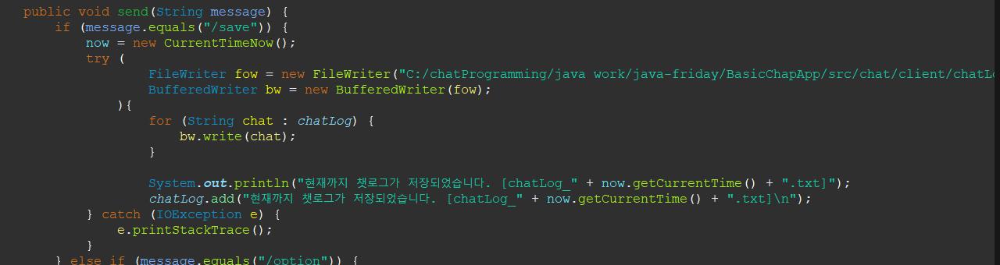 public void send(String message) {
if (message.equals("/save")) {
now = new CurrentTimeNow();
try (
FileWriter fow = new FileWriter("C:/chatProgramming/java work/java-friday/BasicChapApp/src/chat/client/chatLo
BufferedWriter bw = new BufferedWriter(fow);
){
for (String chat : chatLog) {
bw.write(chat);
}
System.out.println("현재까지 챗로그가 저장되었습니다. [chatLog_" + now.getCurrentTime() + ".txt]");
chatLog.add("현재까지 챗로그가 저장되었습니다. [chatLog_" + now.getCurrentTime() + ".txt]\n");
} catch (IOException e) {
e.printStackTrace();
}
} else if (message.equals("/option")) {